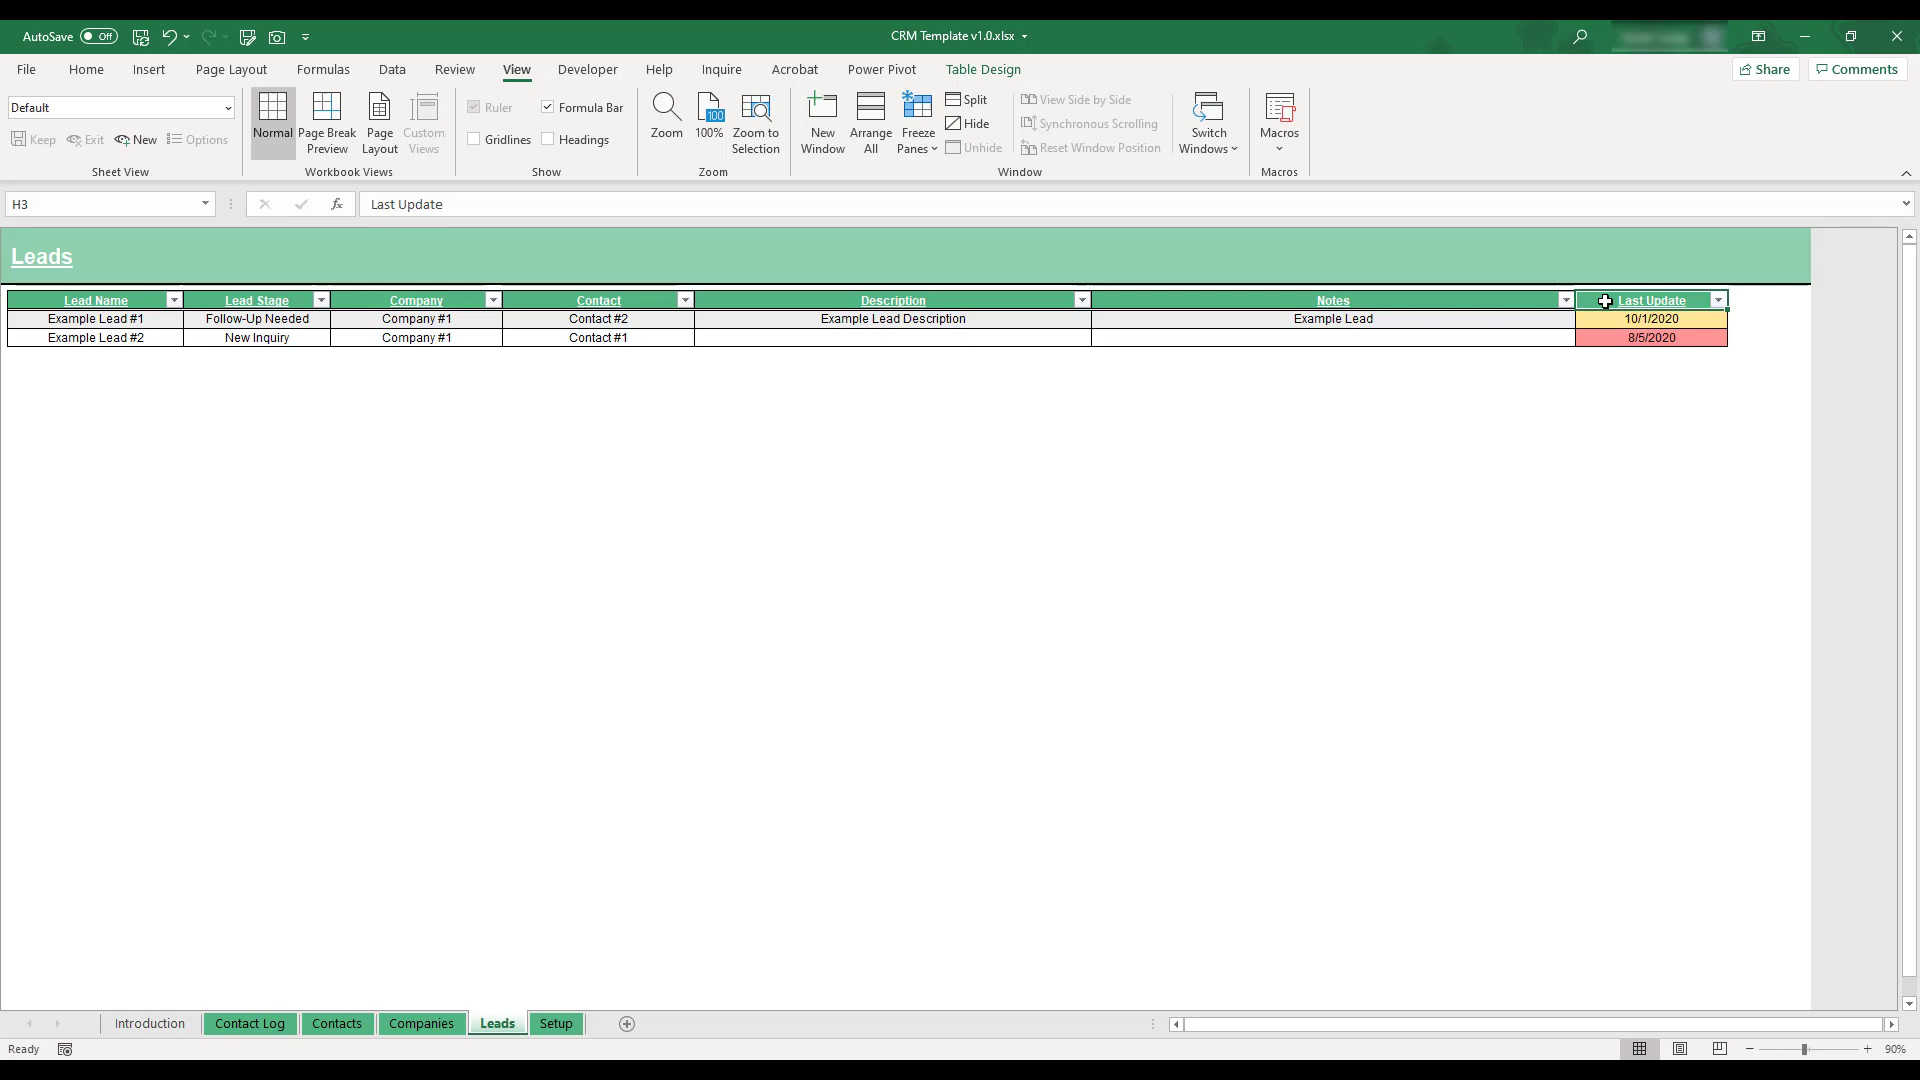 AutoSave Off CRM Template v1.0.xlsx
File Home Insert Page Layout Formulas Data Review View Developer Help Inquire Acrobat Power Pivot Table Design Share Comments
Default
Keep Exit New Options
Sheet View
Normal
Page Break Preview
Page Layout
Custom Views
Workbook Views
Ruler Formula Bar
Gridlines Headings
Show
Zoom
100
100%
Zoom to Selection
Zoom
New Window
Arrange All
Freeze Panes
Split
Hide
Unhide
View Side by Side
Synchronous Scrolling
Reset Window Position
Window
Switch Windows
Macros
Macros
H3 fx Last Update
Leads
Lead Name Lead Stage Company Contact Description Notes Last Update
Example Lead #1 Follow-Up Needed Company #1 Contact #2 Example Lead Description Example Lead 10/1/2020
Example Lead #2 New Inquiry Company #1 Contact #1 8/5/2020
Introduction Contact Log Contacts Companies Leads Setup
Ready 90%